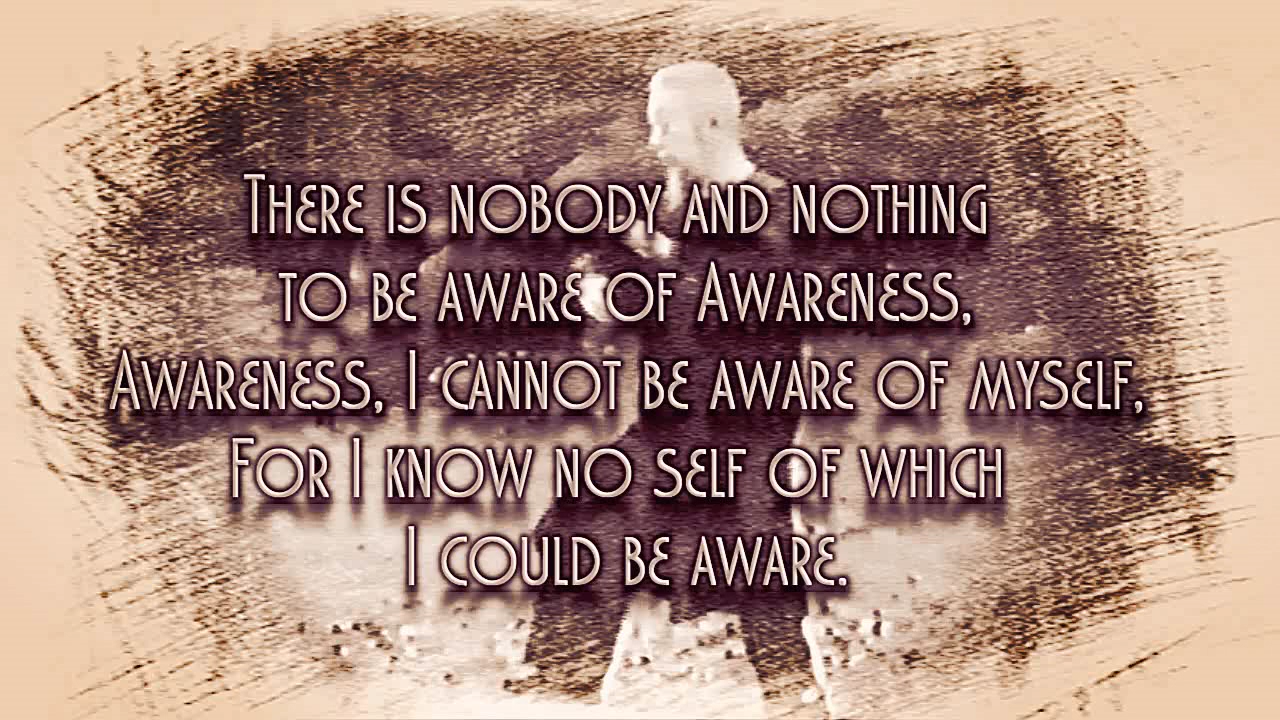 There is nobody and nothing
to be aware of Awareness,
Awareness, I cannot be aware of myself,
For I know no self of which
I could be aware.